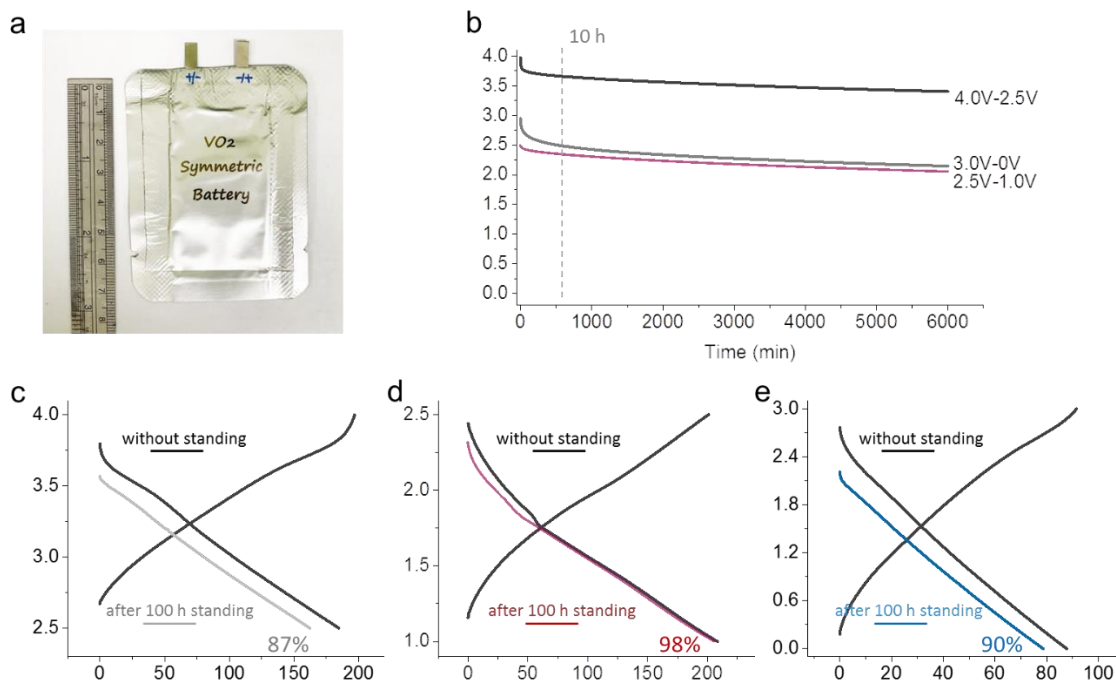 a
+/- -/+
VO2
Symmetric
Battery
b
10 h
4.0
3.5
3.0
2.5
2.0
1.5
1.0
0.5
0.0
4.0V-2.5V
3.0V-0V
2.5V-1.0V
0 1000 2000 3000 4000 5000 6000
Time (min)
c
4.0
3.5
3.0
2.5
without standing
after 100 h standing
87%
0 50 100 150 200
d
2.5
2.0
1.5
1.0
without standing
after 100 h standing
98%
0 50 100 150 200
e
3.0
2.4
1.8
1.2
0.6
0.0
without standing
after 100 h standing
90%
0 20 40 60 80 100